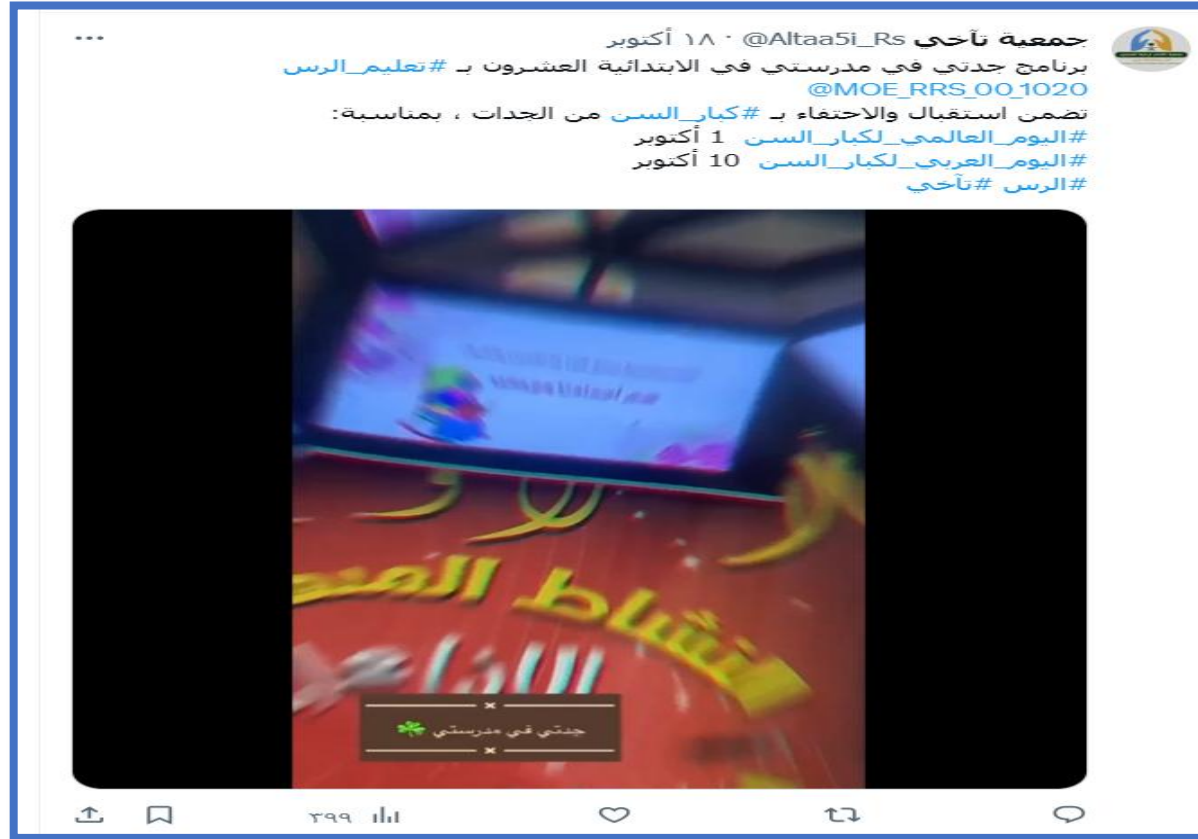 جمعية تآخي @Altaa5i_Rs · ١٨ أكتوبر
برنامج جدتي في مدرستي في الابتدائية العشرون بـ #تعليم_الرس
@MOE_RRS_00_1020
تضمن استقبال والاحتفاء بـ #كبار_السن من الجدات ، بمناسبة:
#اليوم_العالمي_لكبار_السن 1 أكتوبر
#اليوم_العربي_لكبار_السن 10 أكتوبر
#الرس #تآخي
جدتي في مدرستي ☘️
٣٩٩